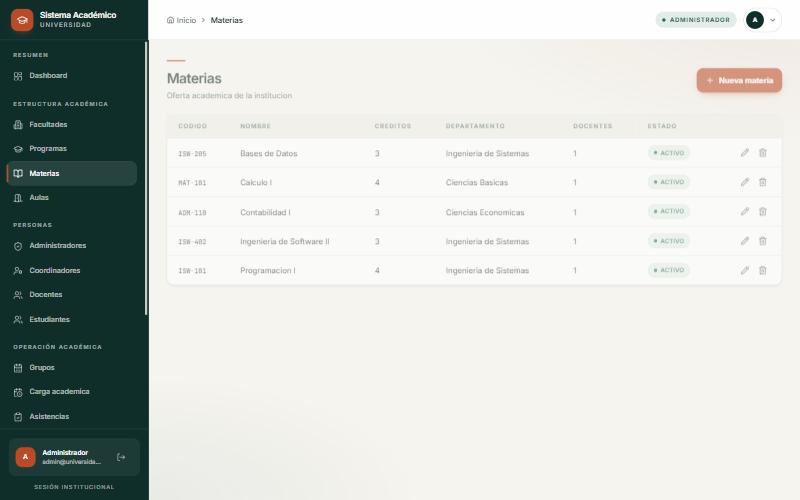 Sistema Académico
UNIVERSIDAD
Inicio > Materias
ADMINISTRADOR
A
RESUMEN
Dashboard
ESTRUCTURA ACADÉMICA
Facultades
Programas
Materias
Aulas
PERSONAS
Administradores
Coordinadores
Docentes
Estudiantes
OPERACIÓN ACADÉMICA
Grupos
Carga academica
Asistencias
A
Administrador
admin@universida...
SESIÓN INSTITUCIONAL
Materias
Oferta academica de la institucion
+ Nueva materia
CODIGO NOMBRE CREDITOS DEPARTAMENTO DOCENTES ESTADO
ISW-205 Bases de Datos 3 Ingenieria de Sistemas 1 ACTIVO
MAT-101 Calculo I 4 Ciencias Basicas 1 ACTIVO
ADM-110 Contabilidad I 3 Ciencias Economicas 1 ACTIVO
ISW-402 Ingenieria de Software II 3 Ingenieria de Sistemas 1 ACTIVO
ISW-101 Programacion I 4 Ingenieria de Sistemas 1 ACTIVO